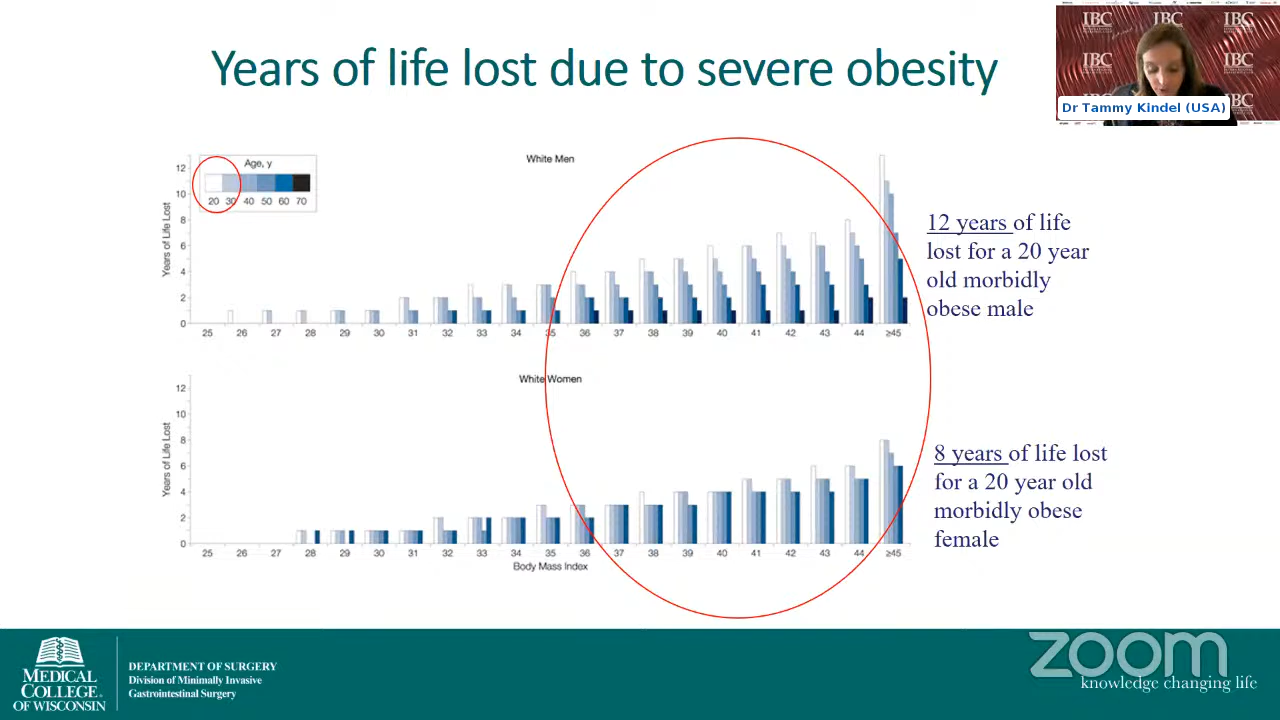 Years of life lost due to severe obesity
IBC IBC IBC
IBC IBC
IBC
Dr Tammy Kindel (USA)
White Men
Age, y
20 30 40 50 60 70
Years of Life Lost
12
10
8
6
4
2
0
25 26 27 28 29 30 31 32 33 34 35 36 37 38 39 40 41 42 43 44 ≥45
12 years of life
lost for a 20 year
old morbidly
obese male
White Women
Years of Life Lost
12
10
8
6
4
2
0
25 26 27 28 29 30 31 32 33 34 35 36 37 38 39 40 41 42 43 44 ≥45
Body Mass Index
8 years of life lost
for a 20 year old
morbidly obese
female
MEDICAL
COLLEGE
OF WISCONSIN
DEPARTMENT OF SURGERY
Division of Minimally Invasive
Gastrointestinal Surgery
zoom
knowledge changing life